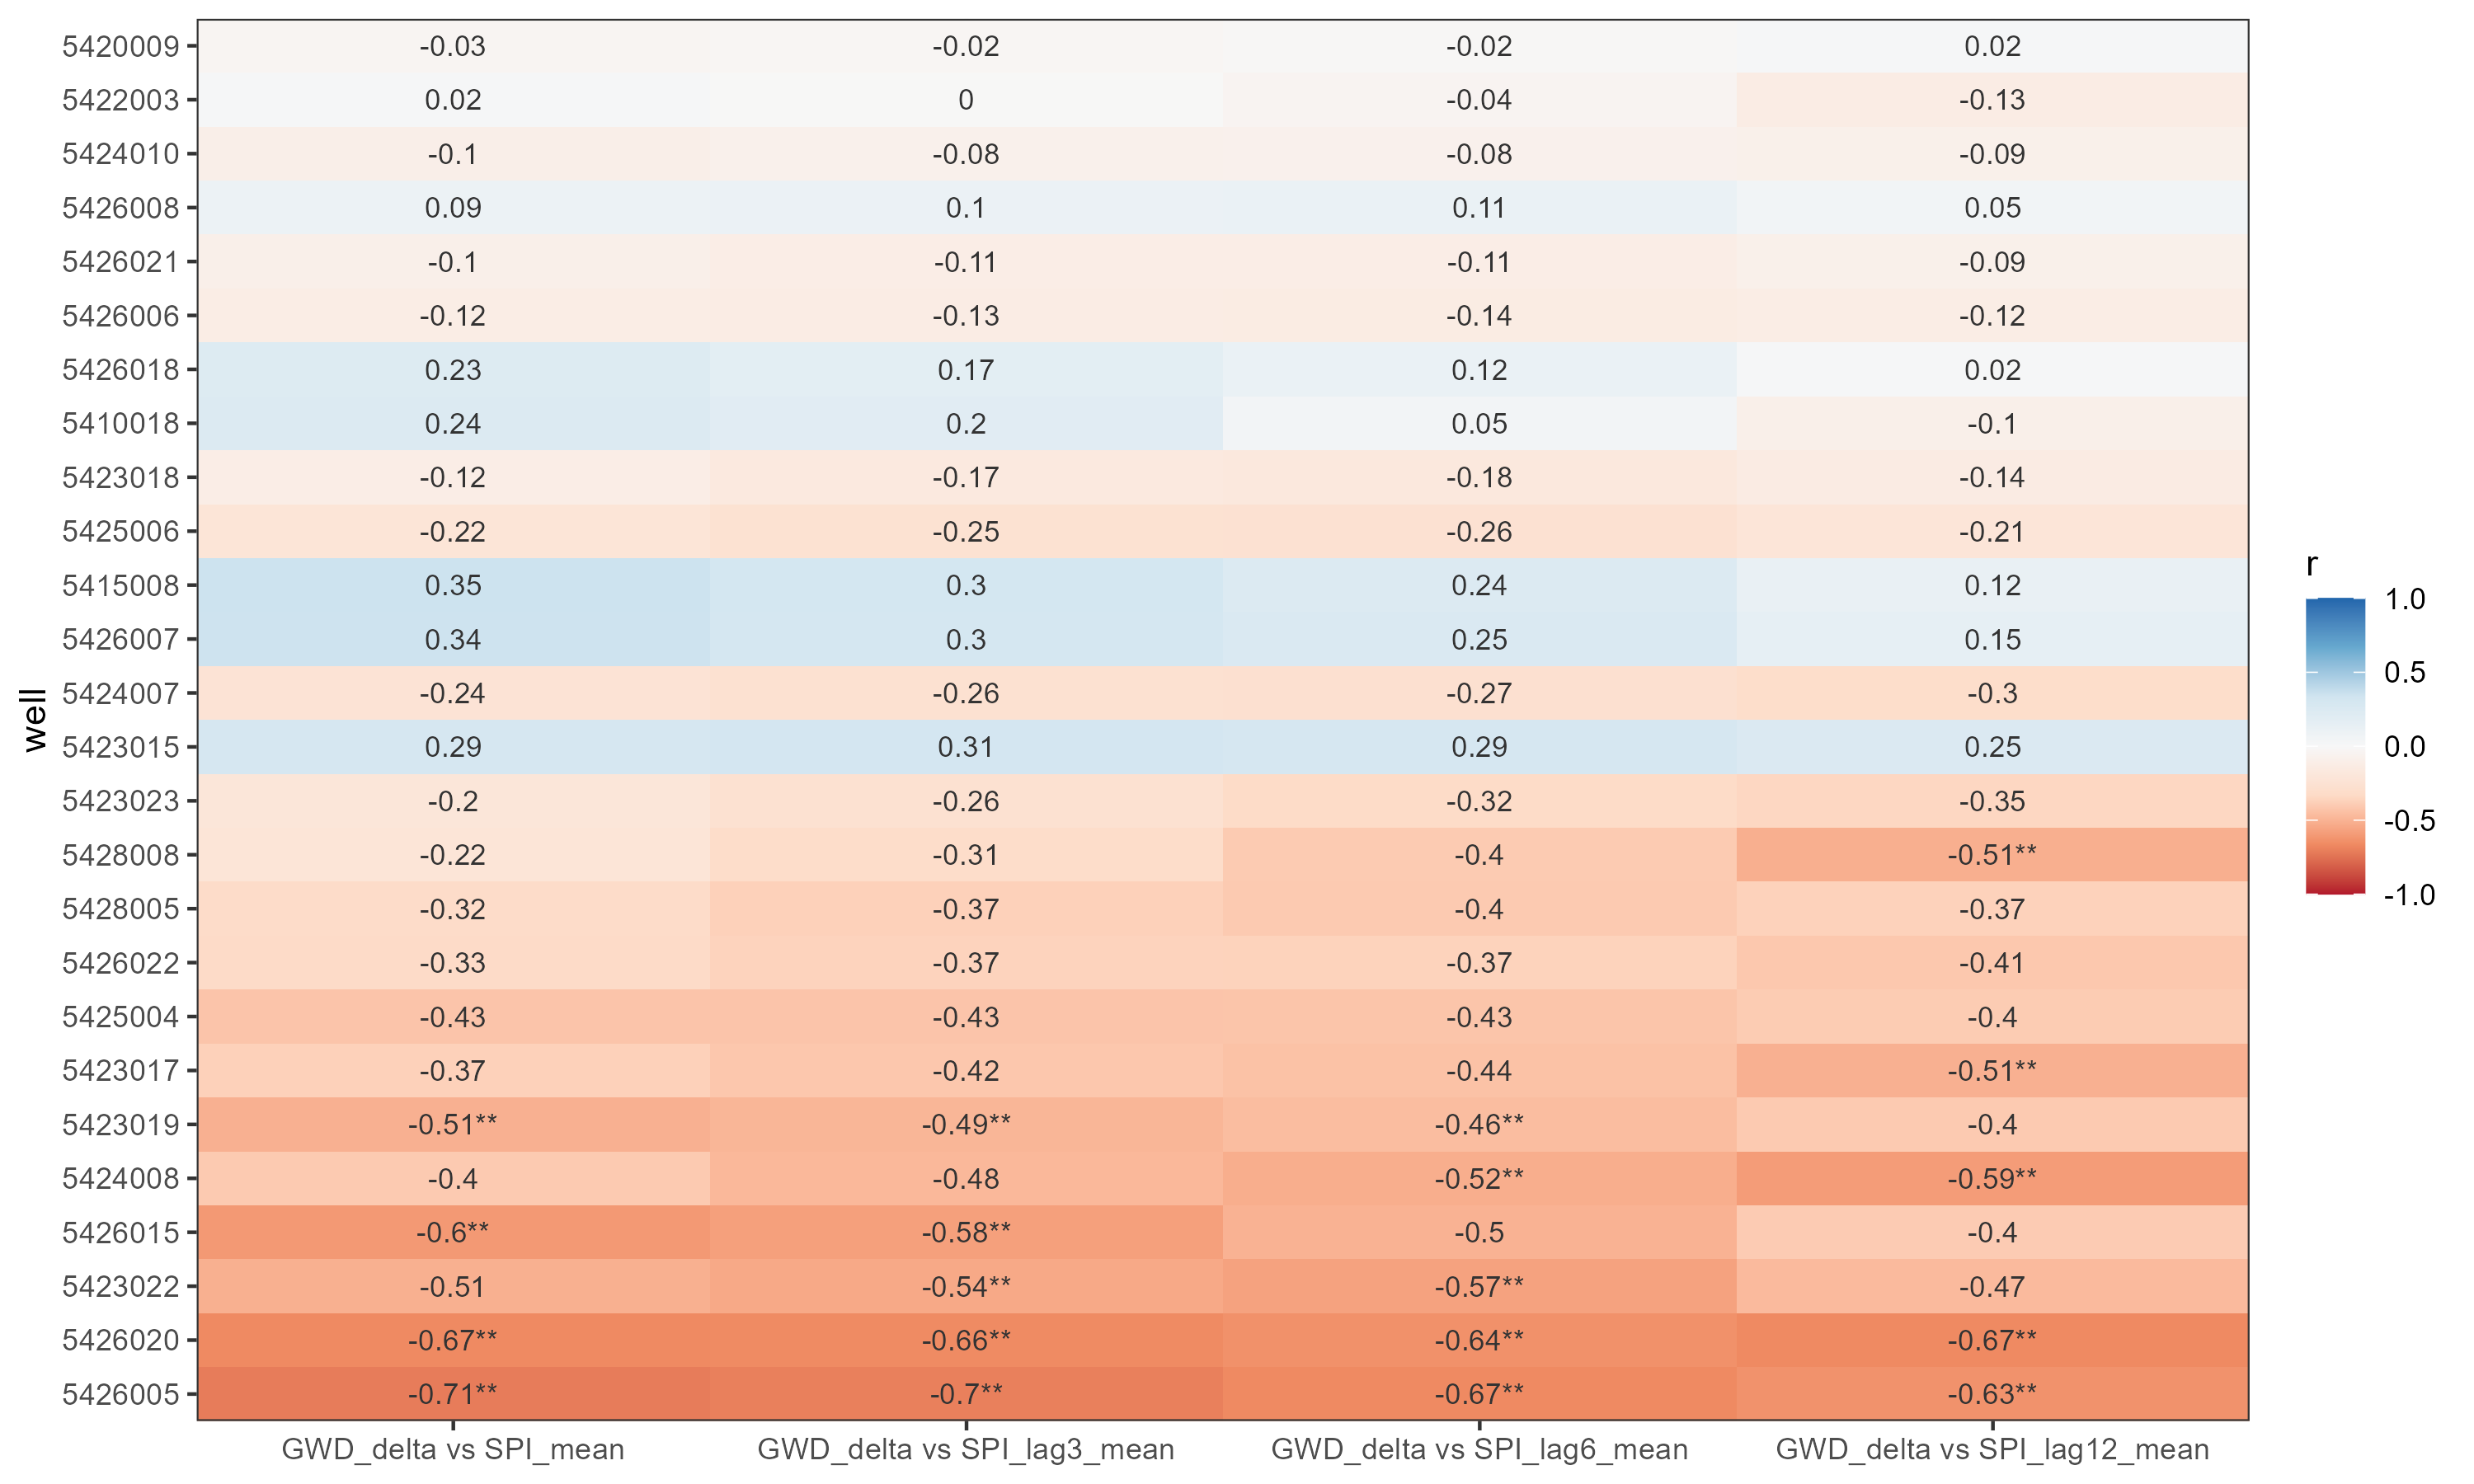 well
5420009 -0.03 -0.02 -0.02 0.02
5422003 0.02 0 -0.04 -0.13
5424010 -0.1 -0.08 -0.08 -0.09
5426008 0.09 0.1 0.11 0.05
5426021 -0.1 -0.11 -0.11 -0.09
5426006 -0.12 -0.13 -0.14 -0.12
5426018 0.23 0.17 0.12 0.02
5410018 0.24 0.2 0.05 -0.1
5423018 -0.12 -0.17 -0.18 -0.14
5425006 -0.22 -0.25 -0.26 -0.21
5415008 0.35 0.3 0.24 0.12
5426007 0.34 0.3 0.25 0.15
5424007 -0.24 -0.26 -0.27 -0.3
5423015 0.29 0.31 0.29 0.25
5423023 -0.2 -0.26 -0.32 -0.35
5428008 -0.22 -0.31 -0.4 -0.51**
5428005 -0.32 -0.37 -0.4 -0.37
5426022 -0.33 -0.37 -0.37 -0.41
5425004 -0.43 -0.43 -0.43 -0.4
5423017 -0.37 -0.42 -0.44 -0.51**
5423019 -0.51** -0.49** -0.46** -0.4
5424008 -0.4 -0.48 -0.52** -0.59**
5426015 -0.6** -0.58** -0.5 -0.4
5423022 -0.51 -0.54** -0.57** -0.47
5426020 -0.67** -0.66** -0.64** -0.67**
5426005 -0.71** -0.7** -0.67** -0.63**
GWD_delta vs SPI_mean GWD_delta vs SPI_lag3_mean GWD_delta vs SPI_lag6_mean GWD_delta vs SPI_lag12_mean
r
1.0
0.5
0.0
-0.5
-1.0